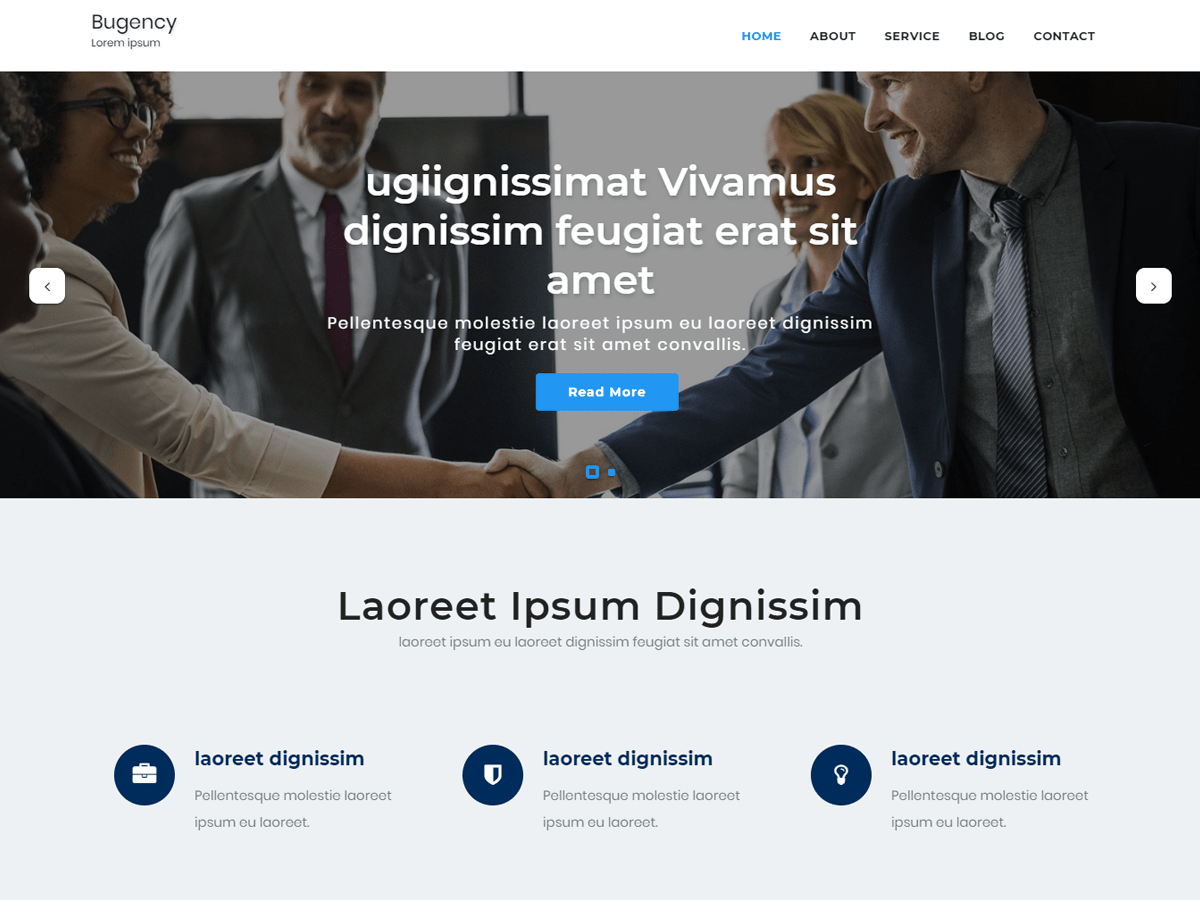 Bugency
Lorem ipsum
HOME ABOUT SERVICE BLOG CONTACT
ugiignissimat Vivamus
dignissim feugiat erat sit
amet
Pellentesque molestie laoreet ipsum eu laoreet dignissim
feugiat erat sit amet convallis.
Read More
Laoreet Ipsum Dignissim
laoreet ipsum eu laoreet dignissim feugiat sit amet convallis.
laoreet dignissim
Pellentesque molestie laoreet
ipsum eu laoreet.
laoreet dignissim
Pellentesque molestie laoreet
ipsum eu laoreet.
laoreet dignissim
Pellentesque molestie laoreet
ipsum eu laoreet.